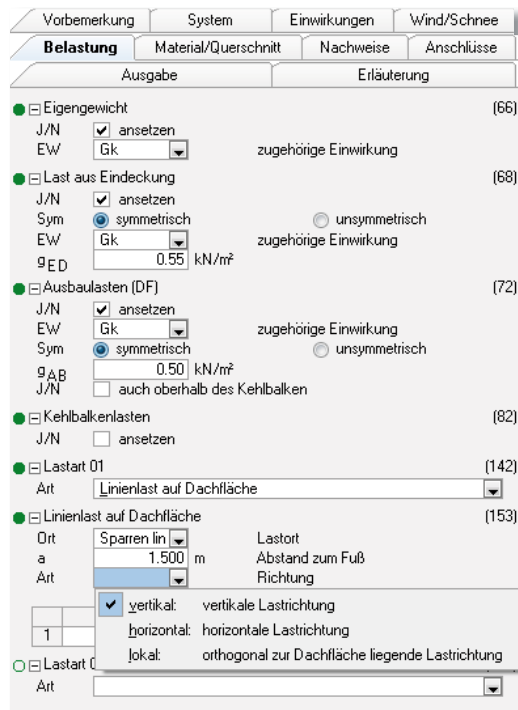 Vorbemerkung System Einwirkungen Wind/Schnee
Belastung Material/Querschnitt Nachweise Anschlüsse
Ausgabe Erläuterung
Eigengewicht (66)
J/N ansetzen
EW Gk zugehörige Einwirkung
Last aus Eindeckung (68)
J/N ansetzen
Sym symmetrisch unsymmetrisch
EW Gk zugehörige Einwirkung
gED 0.55 kN/m²
Ausbaulasten (DF) (72)
J/N ansetzen
EW Gk zugehörige Einwirkung
Sym symmetrisch unsymmetrisch
gAB 0.50 kN/m²
J/N auch oberhalb des Kehlbalken
Kehlbalkenlasten (82)
J/N ansetzen
Lastart 01 (142)
Art Linienlast auf Dachfläche
Linienlast auf Dachfläche (153)
Ort Sparren lin Lastort
a 1.500 m Abstand zum Fuß
Art Richtung
vertikal: vertikale Lastrichtung
1 horizontal: horizontale Lastrichtung
lokal: orthogonal zur Dachfläche liegende Lastrichtung
Lastart
Art